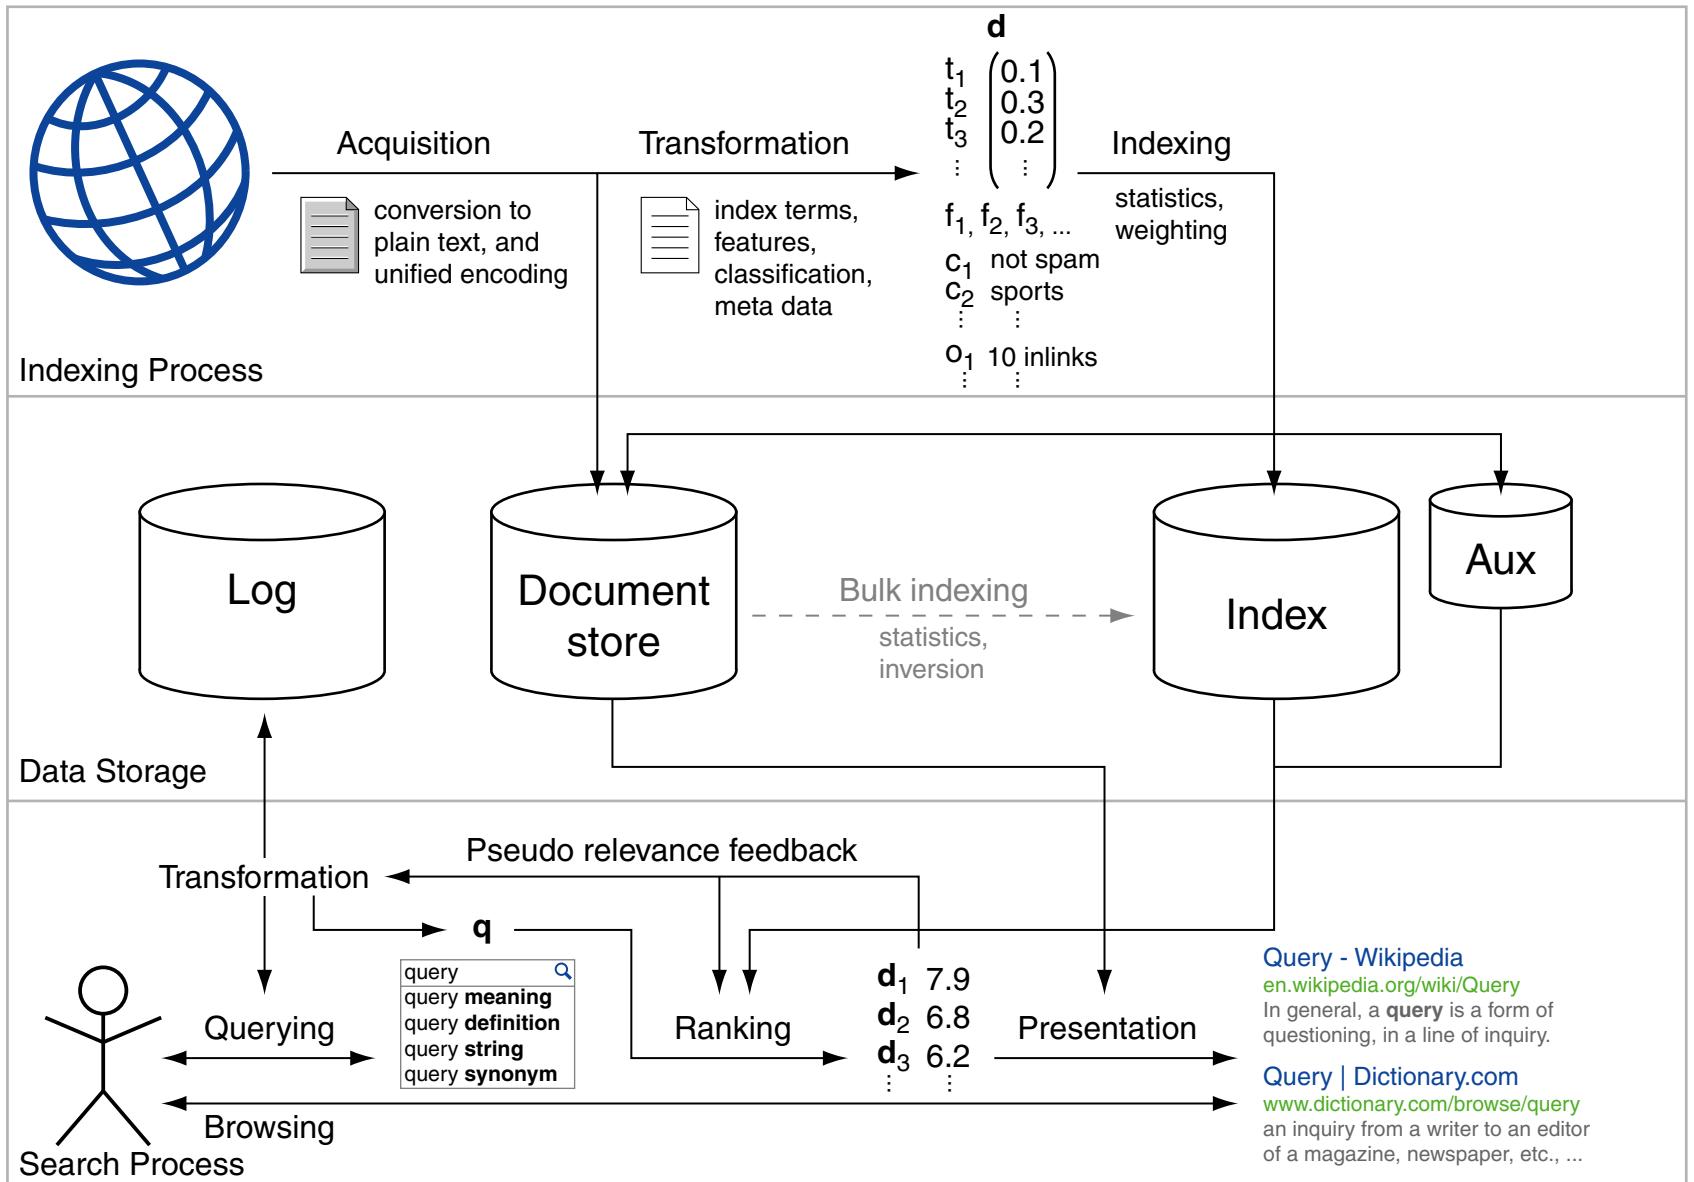 d
t1 0.1
t2 0.3
t3 0.2
⋮ ⋮
Acquisition
conversion to
plain text, and
unified encoding
Transformation
index terms,
features,
classification,
meta data
f1, f2, f3, ...
c1 not spam
c2 sports
⋮ ⋮
o1 10 inlinks
⋮ ⋮
Indexing
statistics,
weighting
Indexing Process
Log
Document
store
Bulk indexing
statistics,
inversion
Index
Aux
Data Storage
Pseudo relevance feedback
Transformation
q
query
query meaning
query definition
query string
query synonym
Querying
Ranking
d1 7.9
d2 6.8
d3 6.2
⋮ ⋮
Presentation
Query - Wikipedia
en.wikipedia.org/wiki/Query
In general, a query is a form of
questioning, in a line of inquiry.
Query | Dictionary.com
www.dictionary.com/browse/query
an inquiry from a writer to an editor
of a magazine, newspaper, etc., ...
Browsing
Search Process